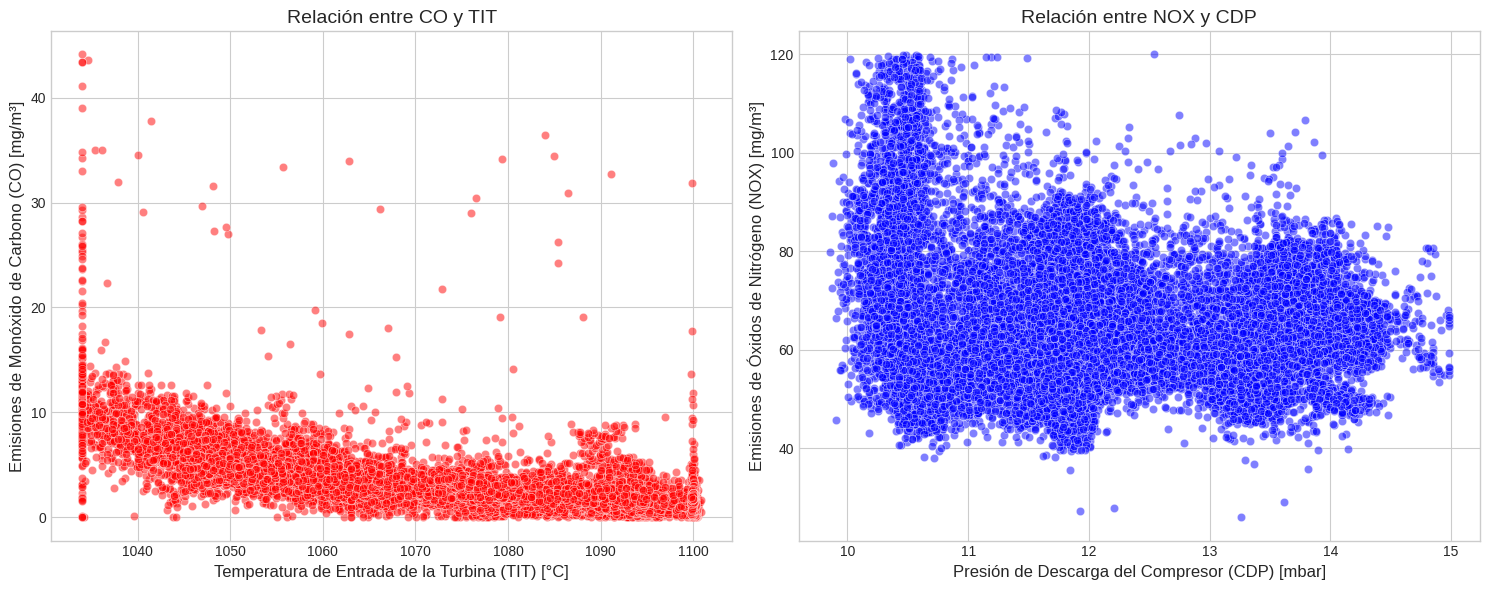 Relación entre CO y TIT
Emisiones de Monóxido de Carbono (CO) [mg/m³]
40
30
20
10
0
1040 1050 1060 1070 1080 1090 1100
Temperatura de Entrada de la Turbina (TIT) [°C]
Relación entre NOX y CDP
Emisiones de Óxidos de Nitrógeno (NOX) [mg/m³]
120
100
80
60
40
10 11 12 13 14 15
Presión de Descarga del Compresor (CDP) [mbar]